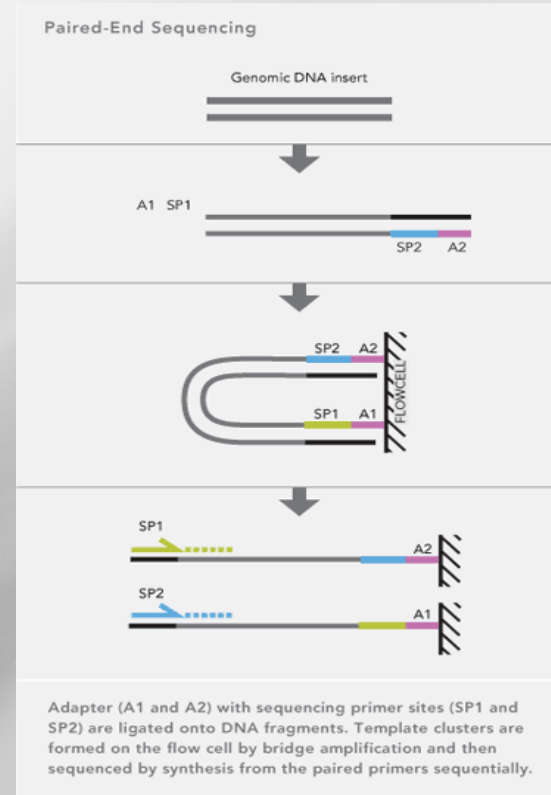 Paired-End Sequencing
Genomic DNA insert
A1 SP1
SP2 A2
SP2 A2
FLOWCELL
SP1 A1
SP1
A2
SP2
A1
Adapter (A1 and A2) with sequencing primer sites (SP1 and
SP2) are ligated onto DNA fragments. Template clusters are
formed on the flow cell by bridge amplification and then
sequenced by synthesis from the paired primers sequentially.